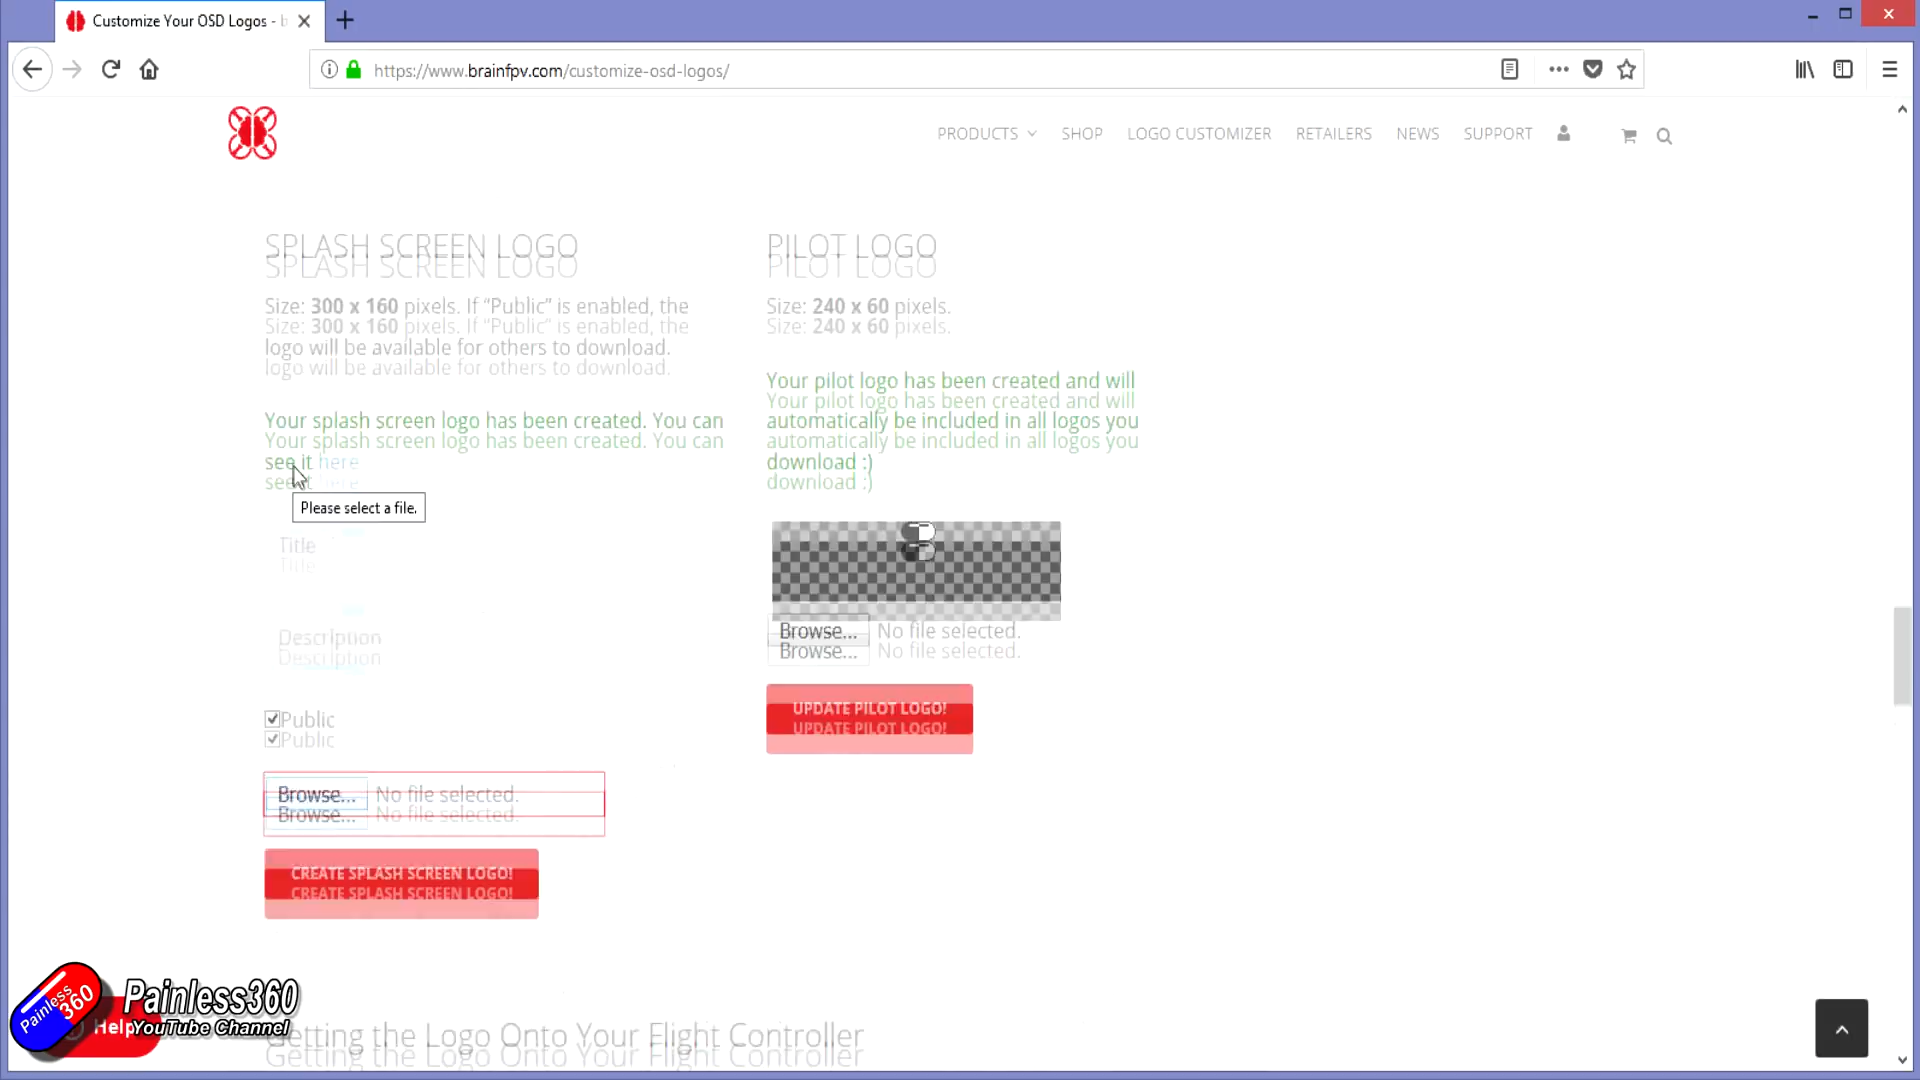 Customize Your OSD Logos - b
https://www.brainfpv.com/customize-osd-logos/
PRODUCTS SHOP LOGO CUSTOMIZER RETAILERS NEWS SUPPORT
SPLASH SCREEN LOGO
Size: 300 x 160 pixels. If “Public” is enabled, the
logo will be available for others to download.
Your splash screen logo has been created. You can
see it here
Please select a file.
Title
Description
Public
Browse... No file selected.
CREATE SPLASH SCREEN LOGO!
PILOT LOGO
Size: 240 x 60 pixels.
Your pilot logo has been created and will
automatically be included in all logos you
download :)
Browse... No file selected.
UPDATE PILOT LOGO!
Getting the Logo Onto Your Flight Controller
Help
Painless 360
Painless360
YouTube Channel